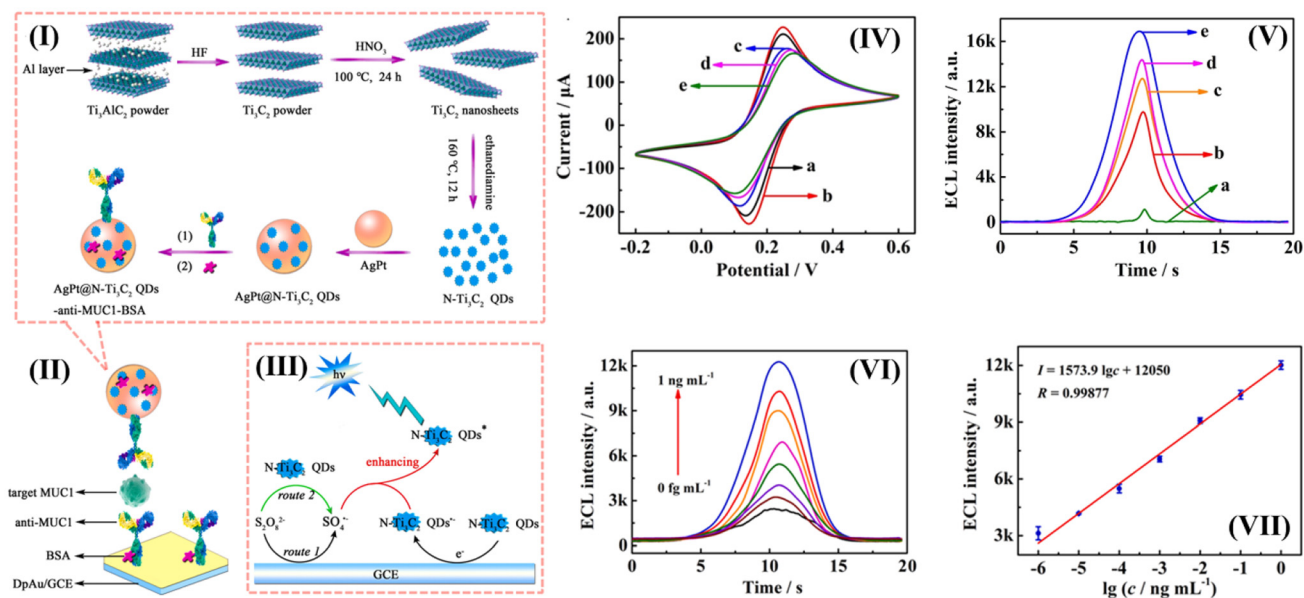 (I)
Al layer
HF
HNO₃
100 ℃, 24 h
Ti₃AlC₂ powder
Ti₃C₂ powder
Ti₃C₂ nanosheets
ethanediamine
160 ℃, 12 h
(1)
(2)
AgPt
AgPt@N-Ti₃C₂ QDs
-anti-MUC1-BSA
AgPt@N-Ti₃C₂ QDs
N-Ti₃C₂ QDs
(II)
target MUC1
anti-MUC1
BSA
DpAu/GCE
(III)
hν
N-Ti₃C₂ QDs*
enhancing
N-Ti₃C₂ QDs
route 2
S₂O₈²⁻
SO₄•⁻
N-Ti₃C₂ QDs•⁻
N-Ti₃C₂ QDs
route 1
e⁻
GCE
(IV)
Current / μA
200
100
0
-100
-200
c
d
e
a
b
-0.2
0.0
0.2
0.4
0.6
Potential / V
(V)
ECL intensity / a.u.
16k
12k
8k
4k
0
e
d
c
b
a
0
5
10
15
20
Time / s
(VI)
ECL intensity / a.u.
12k
9k
6k
3k
0
1 ng mL⁻¹
0 fg mL⁻¹
0
5
10
15
20
Time / s
(VII)
ECL intensity / a.u.
12k
9k
6k
3k
I = 1573.9 lgc + 12050
R = 0.99877
-6
-5
-4
-3
-2
-1
0
lg (c / ng mL⁻¹)